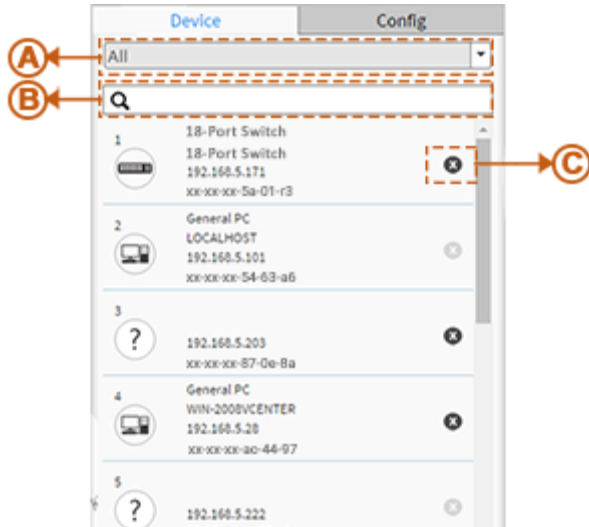 Device
Config
A
All
B
1
18-Port Switch
18-Port Switch
192.168.5.171
xx-xx-xx-5a-01-r3
C
2
General PC
LOCALHOST
192.168.5.101
xx-xx-xx-54-63-a6
3
?
192.168.5.203
xx-xx-xx-87-0e-8a
4
General PC
WIN-2008VCENTER
192.168.5.28
xx-xx-xx-ac-44-97
5
?
192.168.5.222